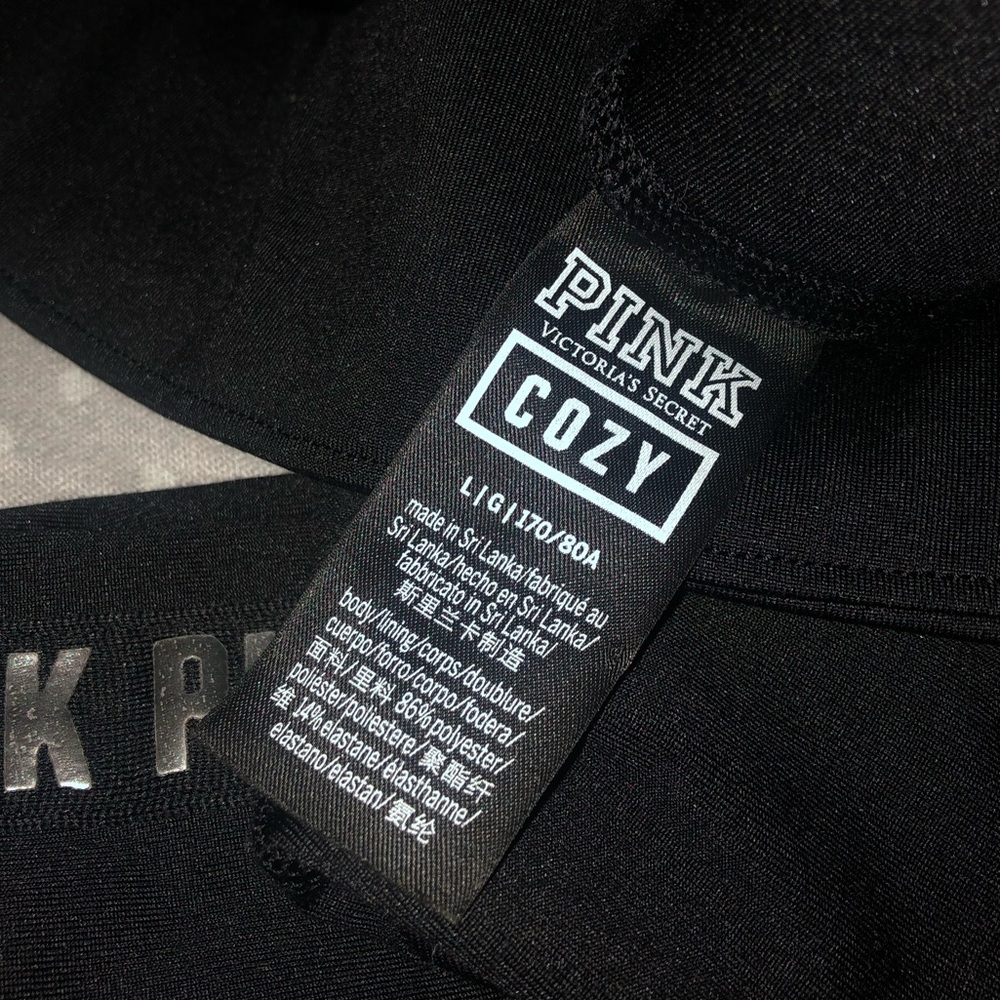 PINK
VICTORIA'S SECRET
COZY
L|G|170/80A
made in Sri Lanka/fabriqué au
Sri Lanka/hecho en Sri Lanka/
fabbricato in Sri Lanka/
斯里兰卡制造
body/lining/corps/doublure/
cuerpo/forro/corpo/fodera/
面料/里料 86% polyester/
poliéster/poliestere/聚酯纤
维 14% elastane/élasthanne/
elastano/elastan/氨纶
K P